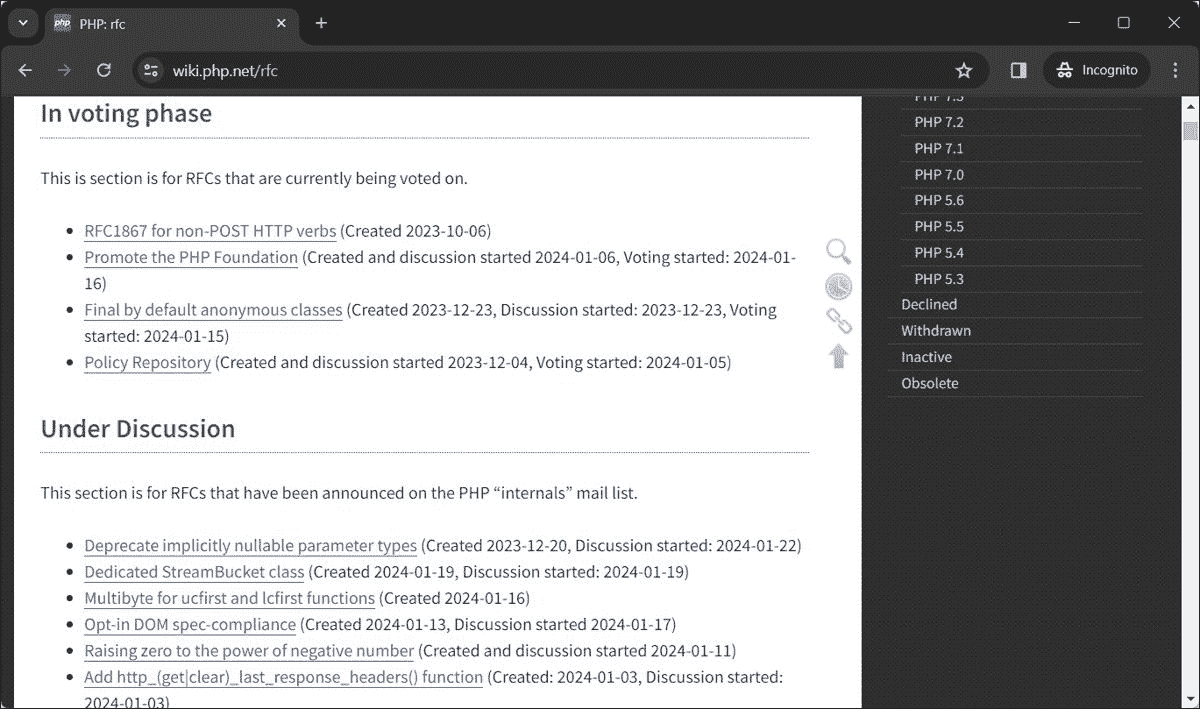 php PHP: rfc
wiki.php.net/rfc
Incognito
In voting phase
This is section is for RFCs that are currently being voted on.
RFC1867 for non-POST HTTP verbs (Created 2023-10-06)
Promote the PHP Foundation (Created and discussion started 2024-01-06, Voting started: 2024-01-
16)
Final by default anonymous classes (Created 2023-12-23, Discussion started: 2023-12-23, Voting
started: 2024-01-15)
Policy Repository (Created and discussion started 2023-12-04, Voting started: 2024-01-05)
Under Discussion
This section is for RFCs that have been announced on the PHP “internals” mail list.
Deprecate implicitly nullable parameter types (Created 2023-12-20, Discussion started: 2024-01-22)
Dedicated StreamBucket class (Created 2024-01-19, Discussion started: 2024-01-19)
Multibyte for ucfirst and lcfirst functions (Created 2024-01-16)
Opt-in DOM spec-compliance (Created 2024-01-13, Discussion started 2024-01-17)
Raising zero to the power of negative number (Created and discussion started 2024-01-11)
Add http_(get|clear)_last_response_headers() function (Created: 2024-01-03, Discussion started:
2024-01-03)
PHP 7.3
PHP 7.2
PHP 7.1
PHP 7.0
PHP 5.6
PHP 5.5
PHP 5.4
PHP 5.3
Declined
Withdrawn
Inactive
Obsolete